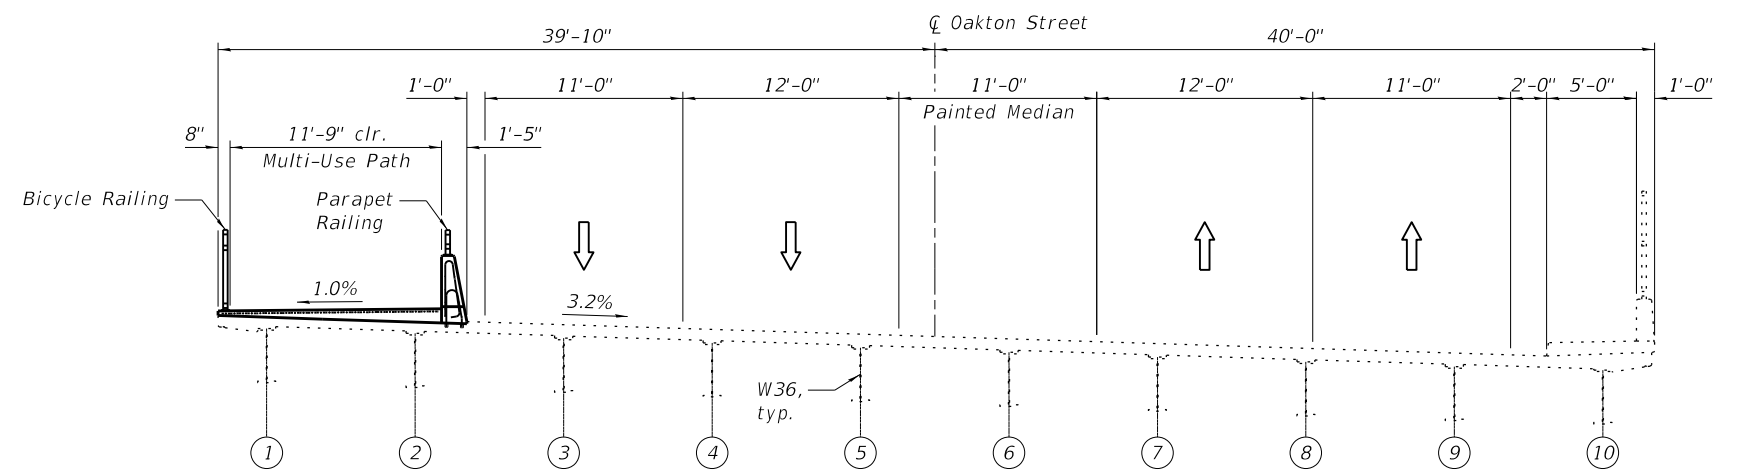 ℄ Oakton Street
39'-10"
40'-0"
1'-0"
11'-0"
12'-0"
11'-0"
12'-0"
11'-0"
2'-0"
5'-0"
1'-0"
Painted Median
8"
11'-9" clr.
1'-5"
Multi-Use Path
Bicycle Railing
Parapet
Railing
1.0%
3.2%
W36,
typ.
1
2
3
4
5
6
7
8
9
10